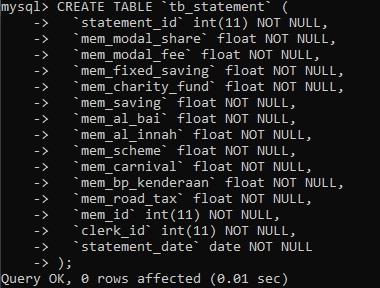 mysql> CREATE TABLE `tb_statement` (
    -> `statement_id` int(11) NOT NULL,
    -> `mem_modal_share` float NOT NULL,
    -> `mem_modal_fee` float NOT NULL,
    -> `mem_fixed_saving` float NOT NULL,
    -> `mem_charity_fund` float NOT NULL,
    -> `mem_saving` float NOT NULL,
    -> `mem_al_bai` float NOT NULL,
    -> `mem_al_innah` float NOT NULL,
    -> `mem_scheme` float NOT NULL,
    -> `mem_carnival` float NOT NULL,
    -> `mem_bp_kenderaan` float NOT NULL,
    -> `mem_road_tax` float NOT NULL,
    -> `mem_id` int(11) NOT NULL,
    -> `clerk_id` int(11) NOT NULL,
    -> `statement_date` date NOT NULL
    -> );
Query OK, 0 rows affected (0.01 sec)